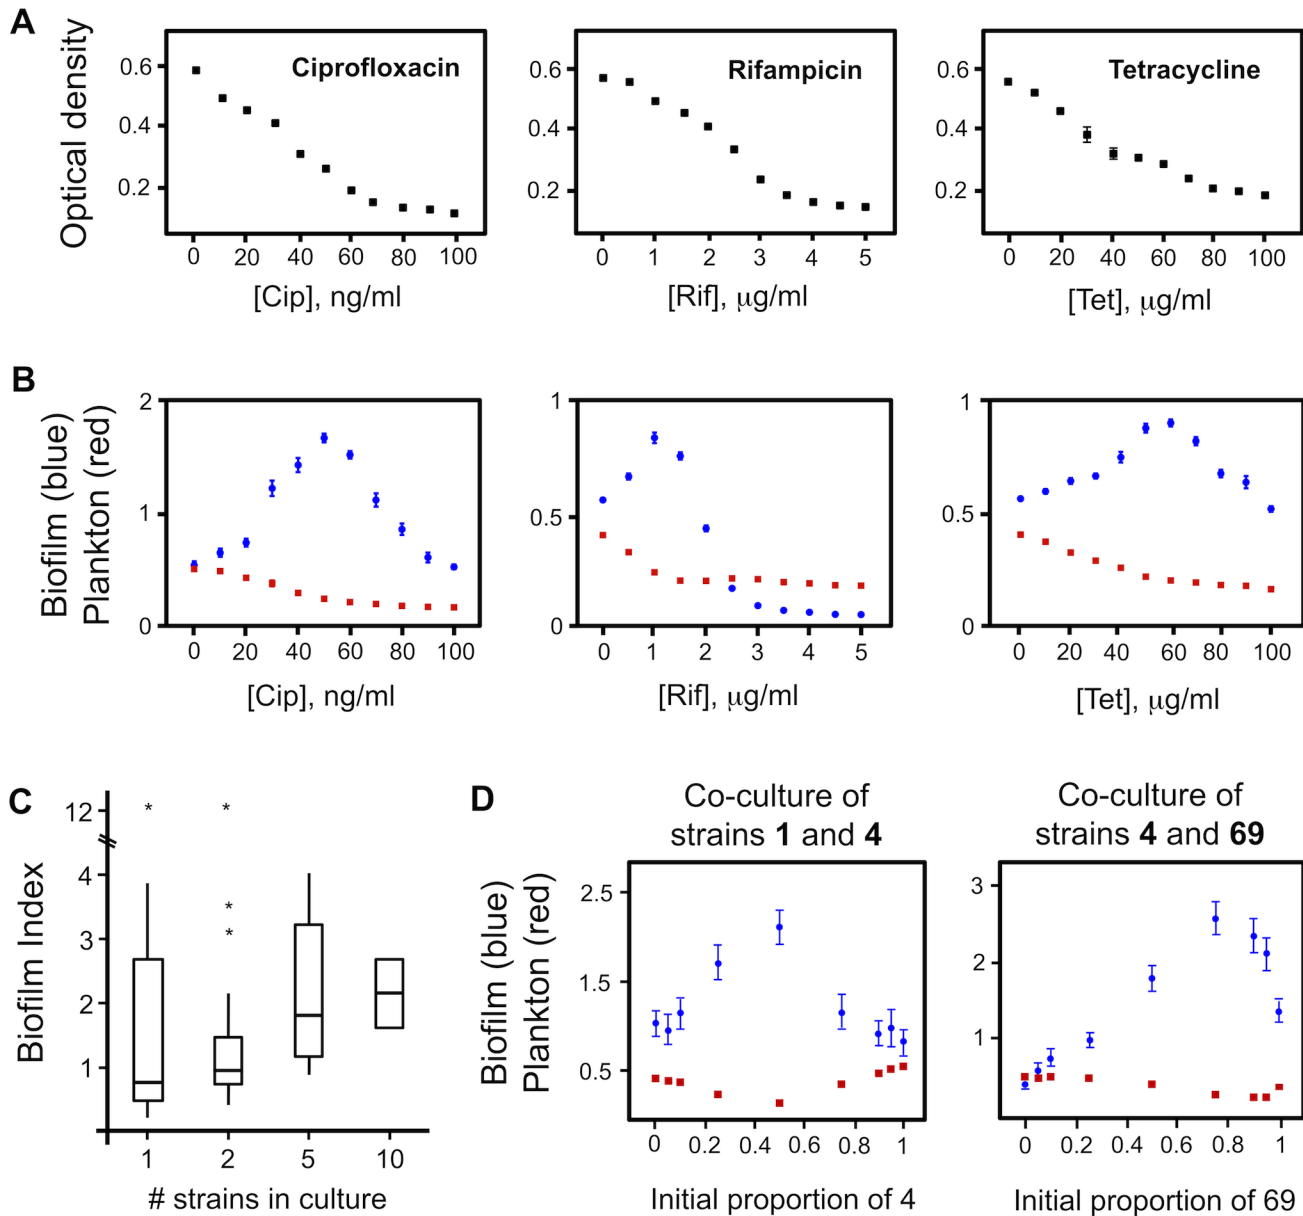 A
Optical density
Ciprofloxacin
0.6
0.4
0.2
0 20 40 60 80 100
[Cip], ng/ml
Rifampicin
0.6
0.4
0.2
0 1 2 3 4 5
[Rif], μg/ml
Tetracycline
0.6
0.4
0.2
0 20 40 60 80 100
[Tet], μg/ml
B
Biofilm (blue)
Plankton (red)
2
1
0
0 20 40 60 80 100
[Cip], ng/ml
1
0.5
0
0 1 2 3 4 5
[Rif], μg/ml
1
0.5
0
0 20 40 60 80 100
[Tet], μg/ml
C
Biofilm Index
12
4
3
2
1
* *
*
*
1 2 5 10
# strains in culture
D
Biofilm (blue)
Plankton (red)
Co-culture of
strains 1 and 4
2.5
1.5
0.5
0 0.2 0.4 0.6 0.8 1
Initial proportion of 4
Co-culture of
strains 4 and 69
3
2
1
0 0.2 0.4 0.6 0.8 1
Initial proportion of 69